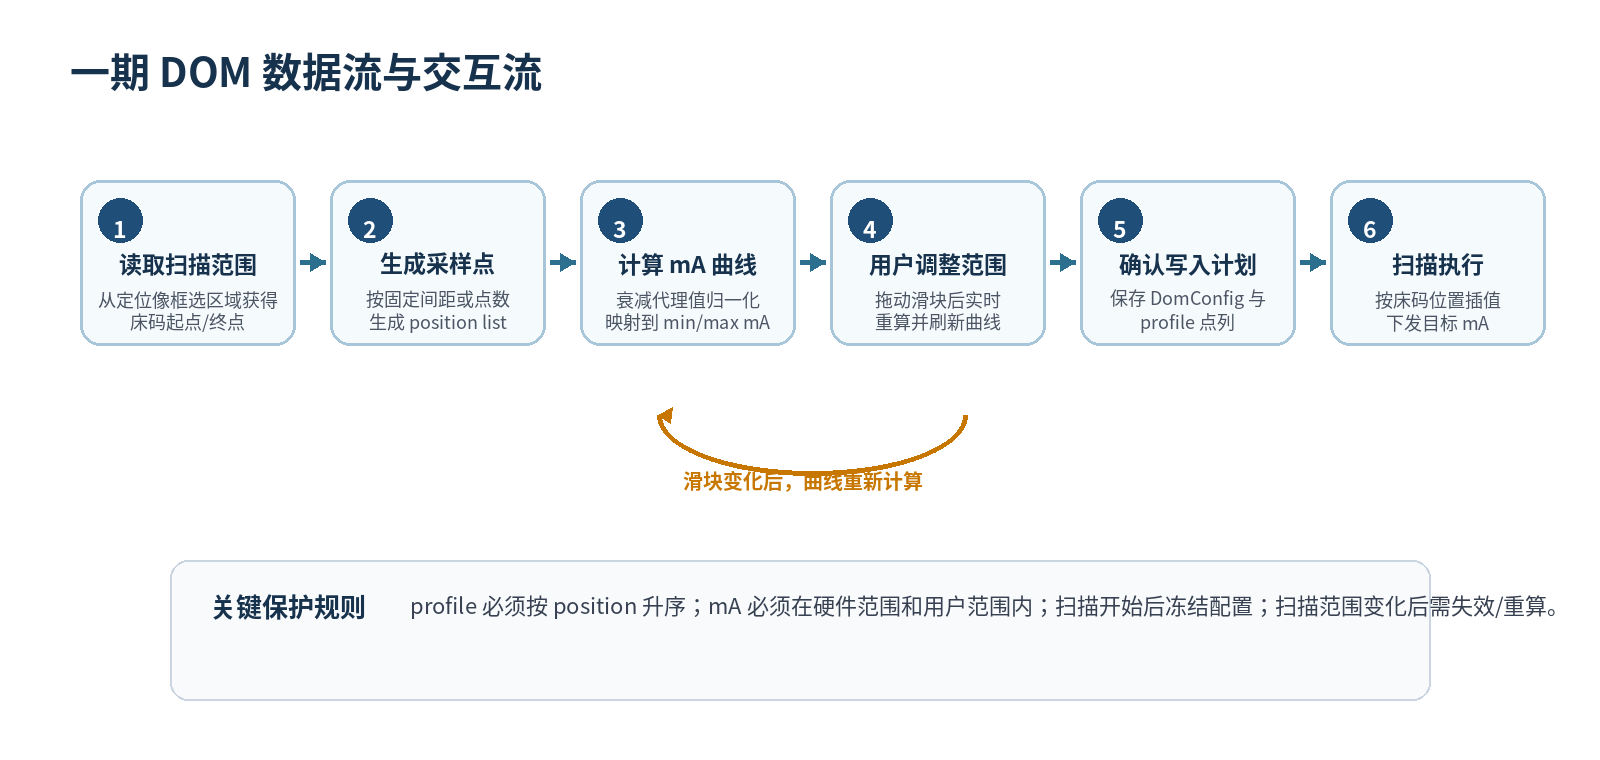 一期 DOM 数据流与交互流
1
读取扫描范围
从定位像框选区域获得
床码起点/终点
2
生成采样点
按固定间距或点数
生成 position list
3
计算 mA 曲线
衰减代理值归一化
映射到 min/max mA
4
用户调整范围
拖动滑块后实时
重算并刷新曲线
5
确认写入计划
保存 DomConfig 与
profile 点列
6
扫描执行
按床码位置插值
下发目标 mA
滑块变化后，曲线重新计算
关键保护规则
profile 必须按 position 升序；mA 必须在硬件范围和用户范围内；扫描开始后冻结配置；扫描范围变化后需失效/重算。